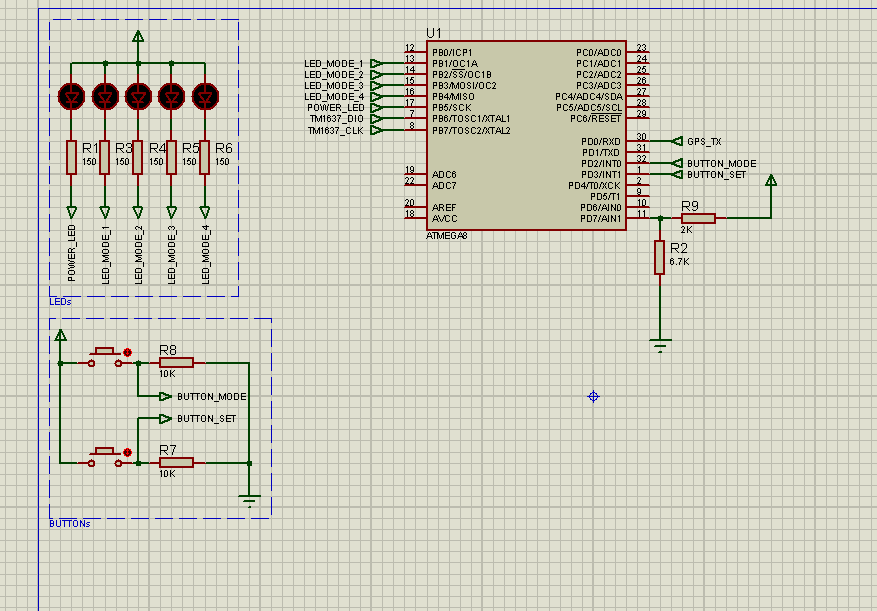 R1
150
R3
150
R4
150
R5
150
R6
150
POWER_LED
LED_MODE_1
LED_MODE_2
LED_MODE_3
LED_MODE_4
LEDs
R8
10K
BUTTON_MODE
BUTTON_SET
R7
10K
BUTTONs
U1
LED_MODE_1
LED_MODE_2
LED_MODE_3
LED_MODE_4
POWER_LED
TM1637_DIO
TM1637_CLK
12 PB0/ICP1
13 PB1/OC1A
14 PB2/SS/OC1B
15 PB3/MOSI/OC2
16 PB4/MISO
17 PB5/SCK
7 PB6/TOSC1/XTAL1
8 PB7/TOSC2/XTAL2
19 ADC6
22 ADC7
20 AREF
18 AVCC
PC0/ADC0 23
PC1/ADC1 24
PC2/ADC2 25
PC3/ADC3 26
PC4/ADC4/SDA 27
PC5/ADC5/SCL 28
PC6/RESET 29
PD0/RXD 30
PD1/TXD 31
PD2/INT0 32
PD3/INT1 1
PD4/T0/XCK 2
PD5/T1 9
PD6/AIN0 10
PD7/AIN1 11
ATMEGA8
GPS_TX
BUTTON_MODE
BUTTON_SET
R9
2K
R2
6.7K